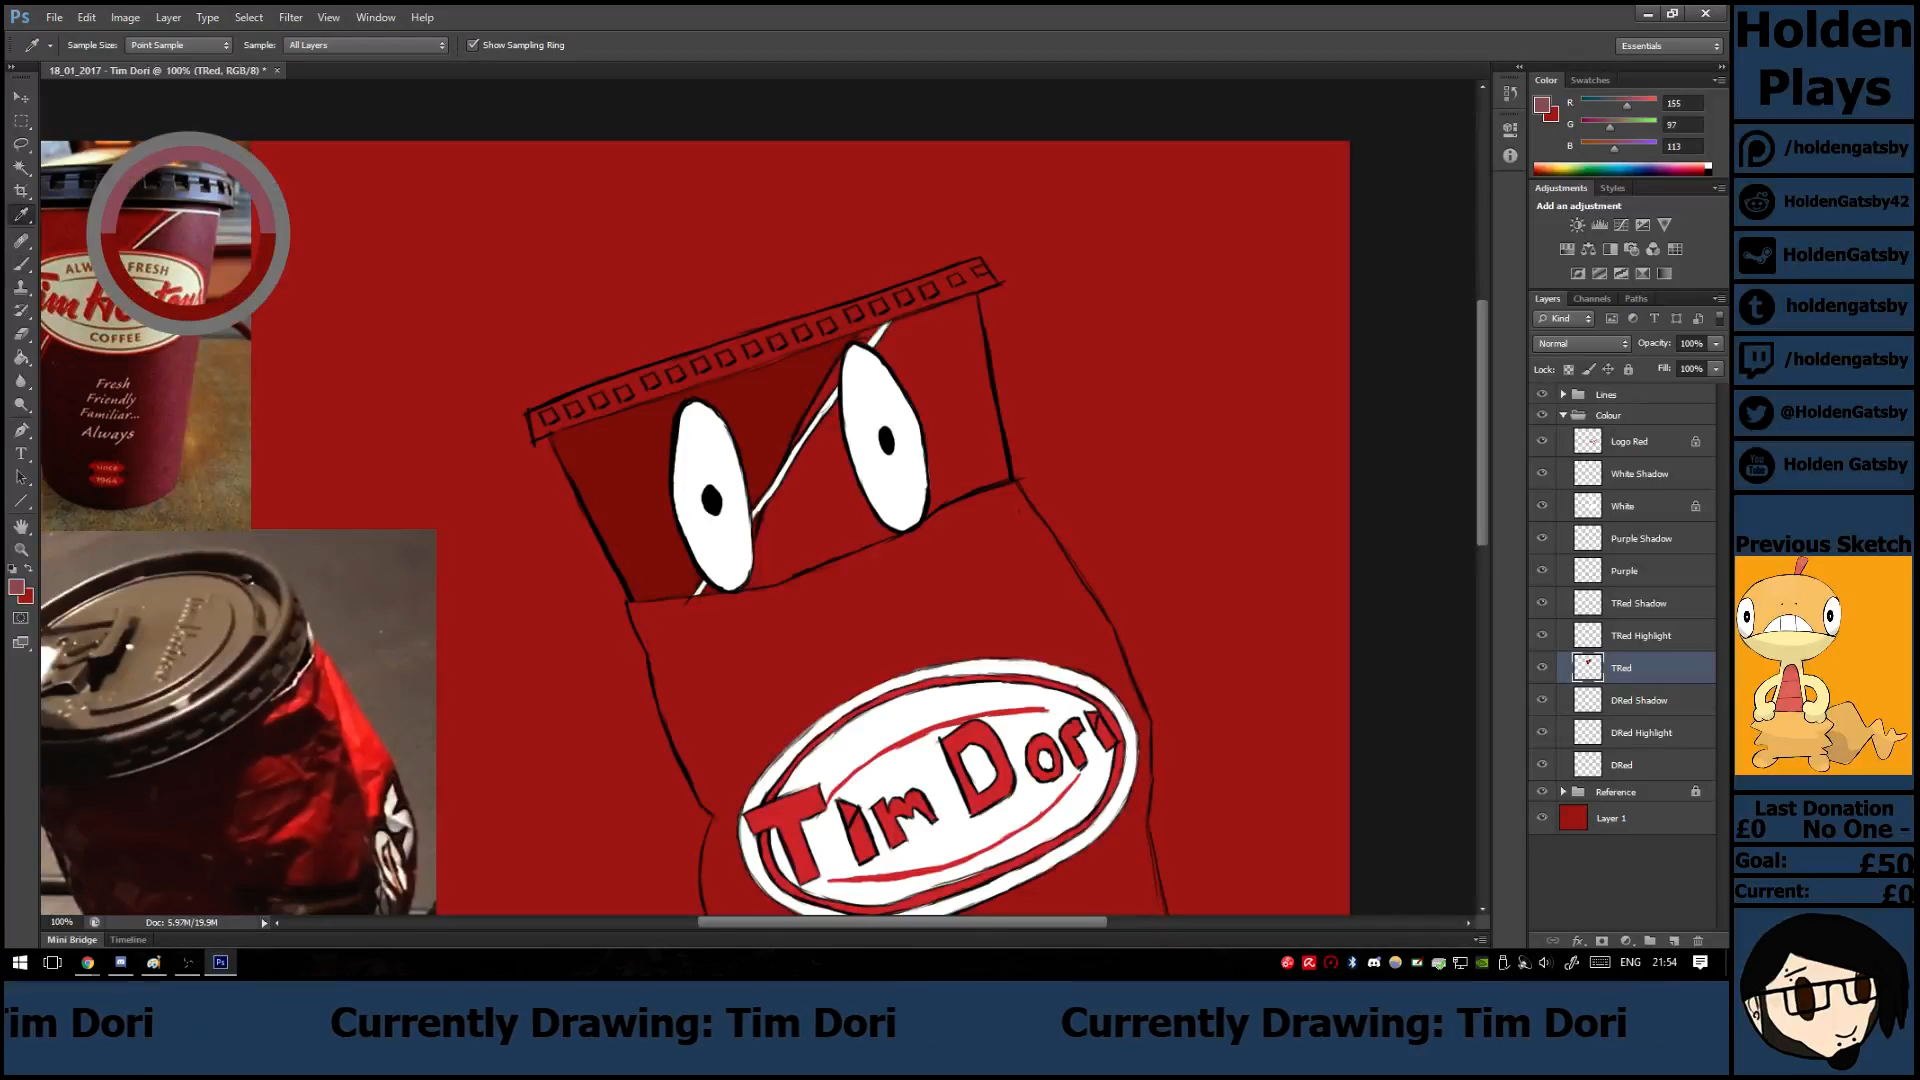 Ps File Edit Image Layer Type Select Filter View Window Help
Sample Size: Point Sample Sample: All Layers Show Sampling Ring Essentials
18_01_2017 - Tim Dori @ 100% (TRed, RGB/8) * ×
Color Swatches
R 155
G 97
B 113
Adjustments Styles
Add an adjustment
Layers Channels Paths
Kind
Normal Opacity: 100%
Lock: Fill: 100%
Lines
Colour
Logo Red
White Shadow
White
Purple Shadow
Purple
TRed Shadow
TRed Highlight
TRed
DRed Shadow
DRed Highlight
DRed
Reference
Layer 1
COFFEE
Fresh
Friendly
Familiar...
Always
SINCE
1964
Tim Dori
100% Doc: 5.97M/19.9M
Mini Bridge Timeline
ENG 21:54
Holden
Plays
/holdengatsby
HoldenGatsby42
HoldenGatsby
holdengatsby
/holdengatsby
@HoldenGatsby
Holden Gatsby
Previous Sketch
Last Donation
£0 No One -
Goal: £50
Current: £0
Tim Dori Currently Drawing: Tim Dori Currently Drawing: Tim Dori